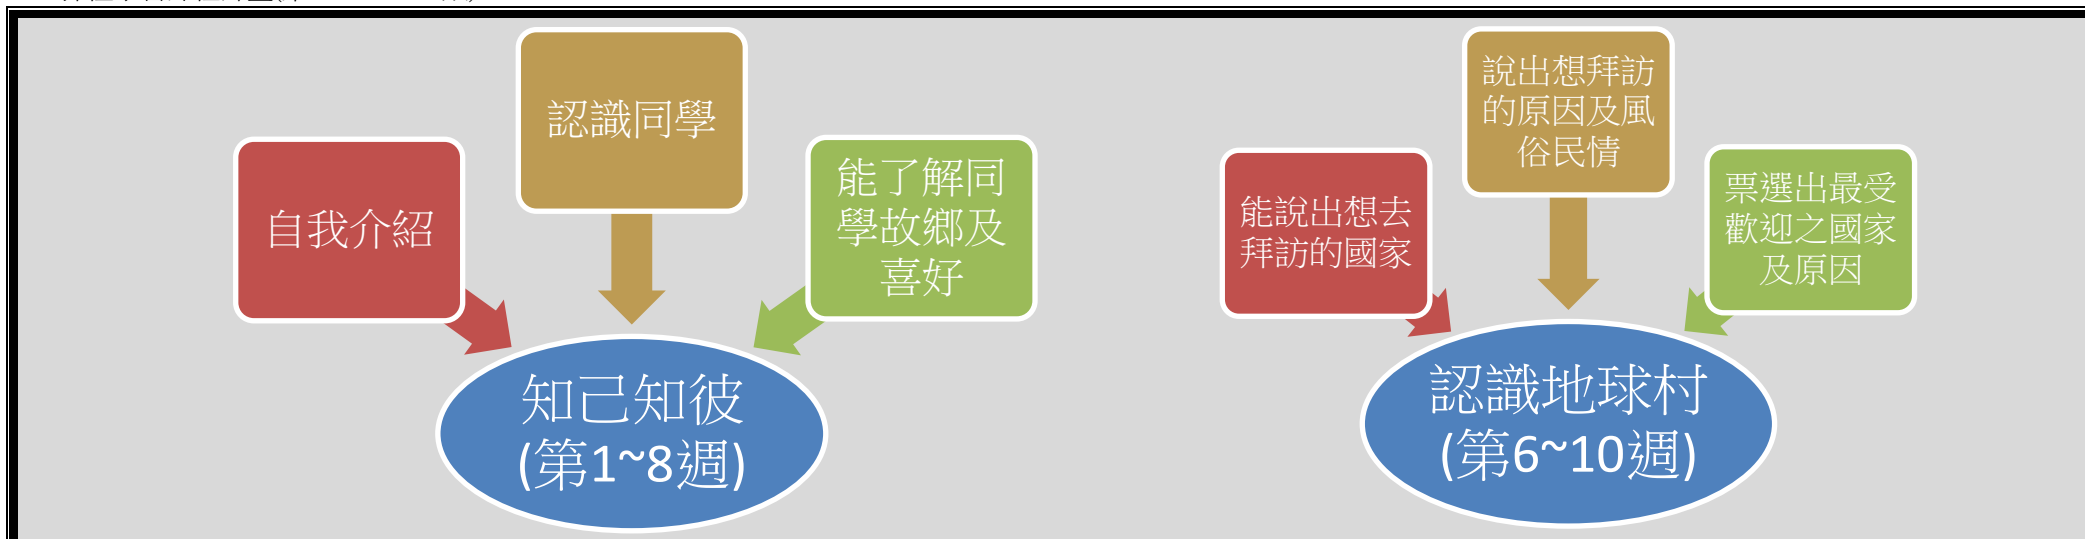 認識同學
自我介紹
能了解同
學故鄉及
喜好
知己知彼
(第1~8週)
說出想拜訪
的原因及風
俗民情
能說出想去
拜訪的國家
票選出最受
歡迎之國家
及原因
認識地球村
(第6~10週)